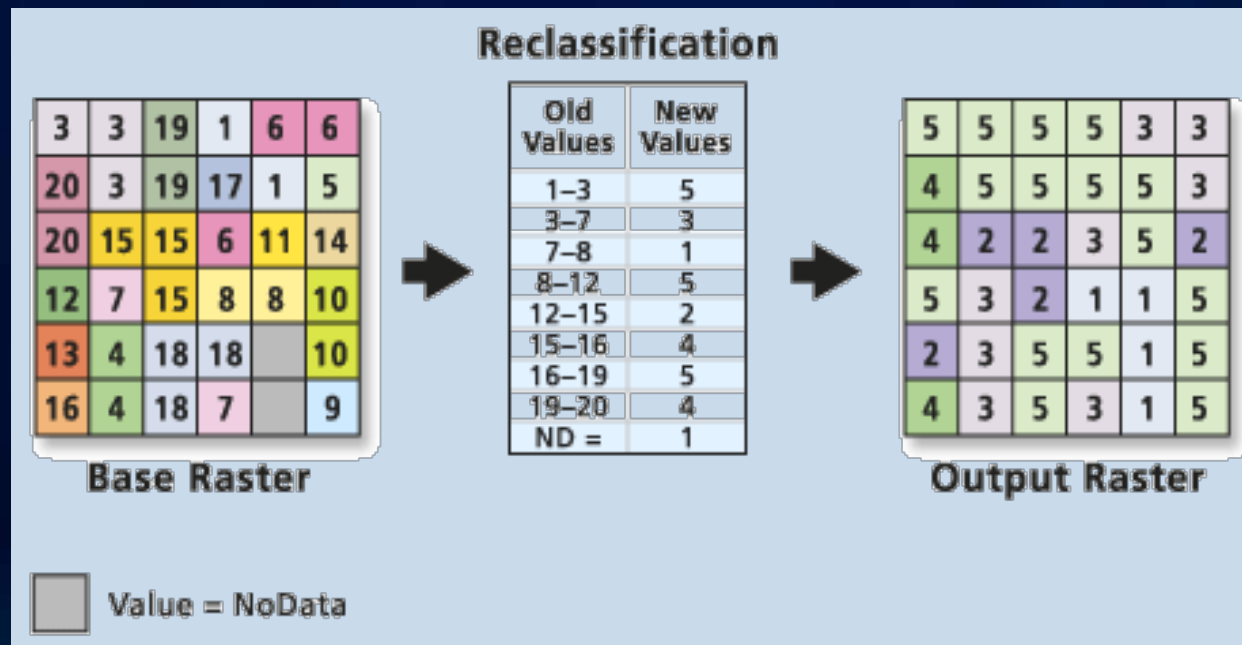 Reclassification
3 3 19 1 6 6
20 3 19 17 1 5
20 15 15 6 11 14
12 7 15 8 8 10
13 4 18 18 10
16 4 18 7 9
Base Raster
Old Values New Values
1–3 5
3–7 3
7–8 1
8–12 5
12–15 2
15–16 4
16–19 5
19–20 4
ND = 1
5 5 5 5 3 3
4 5 5 5 5 3
4 2 2 3 5 2
5 3 2 1 1 5
2 3 5 5 1 5
4 3 5 3 1 5
Output Raster
Value = NoData